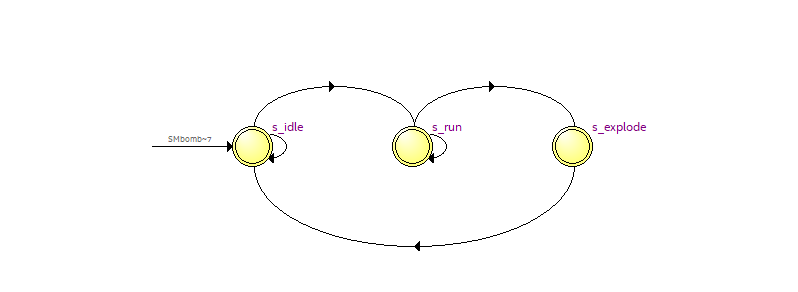 s_idle
s_run
s_explode
SMbomb~7